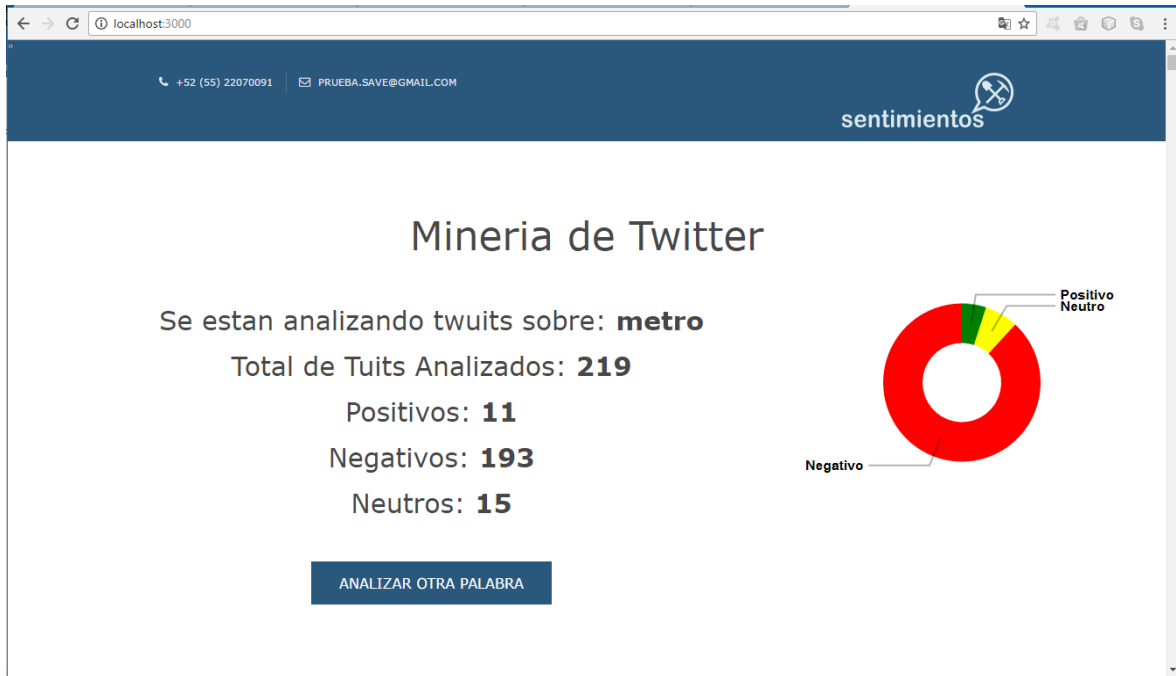 localhost:3000
+52 (55) 22070091
PRUEBA.SAVE@GMAIL.COM
sentimientos
Mineria de Twitter
Se estan analizando twuits sobre: metro
Total de Tuits Analizados: 219
Positivos: 11
Negativos: 193
Neutros: 15
Positivo
Neutro
Negativo
ANALIZAR OTRA PALABRA